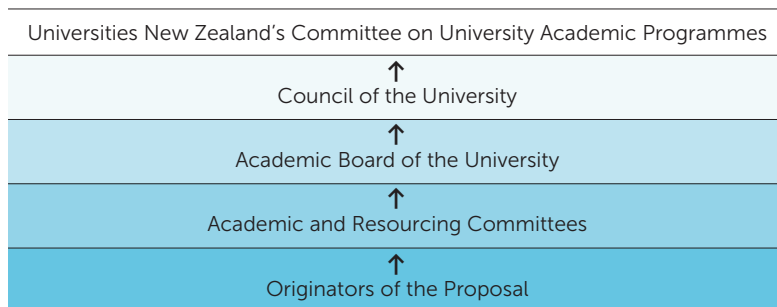 Universities New Zealand's Committee on University Academic Programmes
↑
Council of the University
↑
Academic Board of the University
↑
Academic and Resourcing Committees
↑
Originators of the Proposal